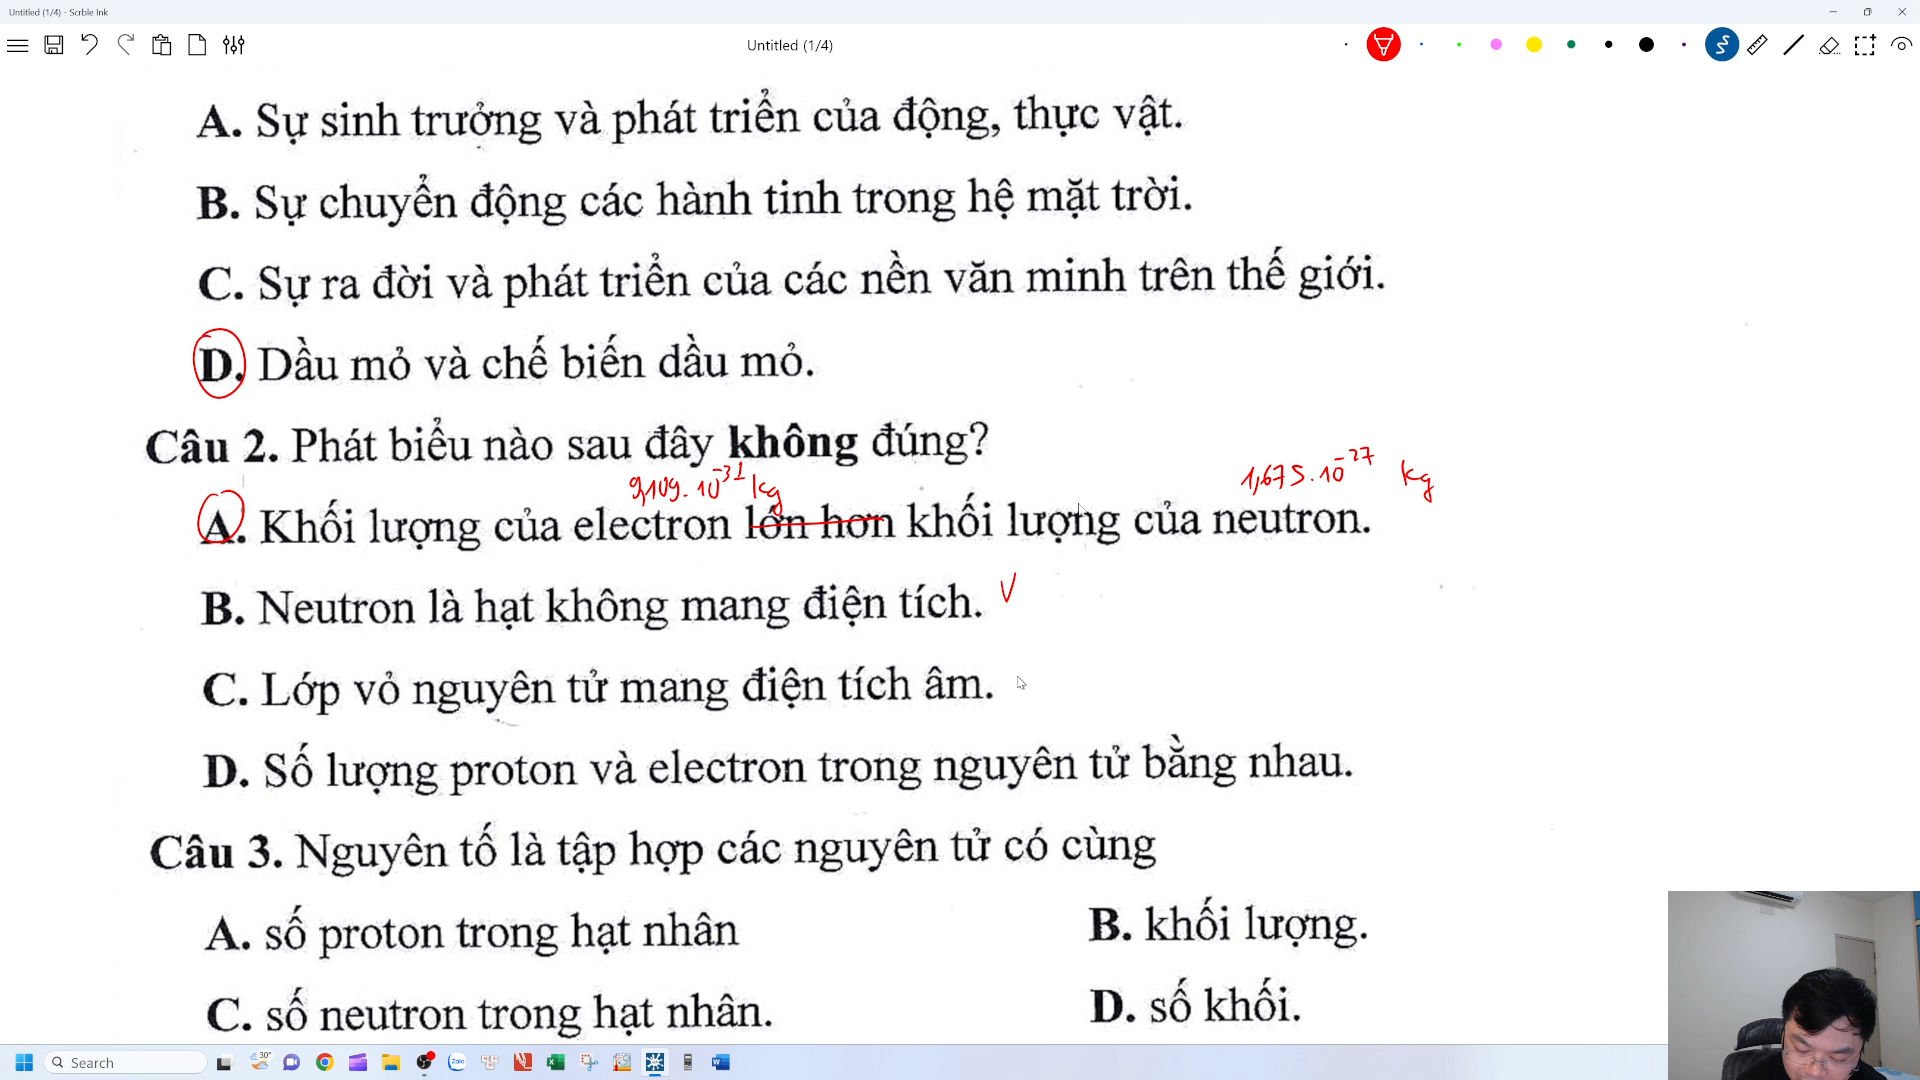 Untitled (1/4) - Scrble Ink
Untitled (1/4)
A. Sự sinh trưởng và phát triển của động, thực vật.
B. Sự chuyển động các hành tinh trong hệ mặt trời.
C. Sự ra đời và phát triển của các nền văn minh trên thế giới.
D. Dầu mỏ và chế biến dầu mỏ.
Câu 2. Phát biểu nào sau đây không đúng?
9,109. 10⁻³¹ kg
1,675.10⁻²⁷ kg
A. Khối lượng của electron lớn hơn khối lượng của neutron.
B. Neutron là hạt không mang điện tích. V
C. Lớp vỏ nguyên tử mang điện tích âm.
D. Số lượng proton và electron trong nguyên tử bằng nhau.
Câu 3. Nguyên tố là tập hợp các nguyên tử có cùng
A. số proton trong hạt nhân
B. khối lượng.
C. số neutron trong hạt nhân.
D. số khối.
Search
30°
Zalo